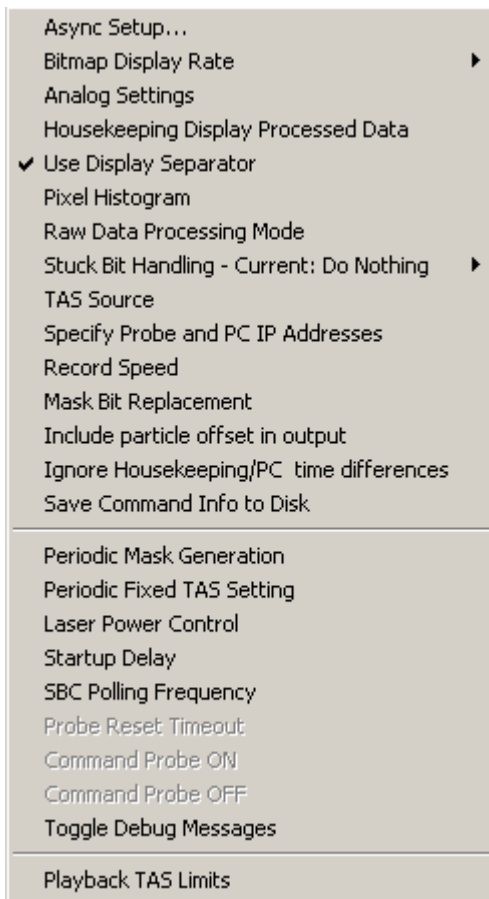 Async Setup...
Bitmap Display Rate
Analog Settings
Housekeeping Display Processed Data
Use Display Separator
Pixel Histogram
Raw Data Processing Mode
Stuck Bit Handling - Current: Do Nothing
TAS Source
Specify Probe and PC IP Addresses
Record Speed
Mask Bit Replacement
Include particle offset in output
Ignore Housekeeping/PC  time differences
Save Command Info to Disk
Periodic Mask Generation
Periodic Fixed TAS Setting
Laser Power Control
Startup Delay
SBC Polling Frequency
Probe Reset Timeout
Command Probe ON
Command Probe OFF
Toggle Debug Messages
Playback TAS Limits